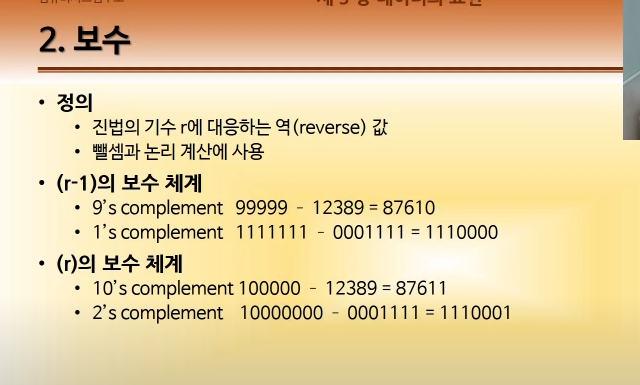 2. 보수
• 정의
• 진법의 기수 r에 대응하는 역(reverse) 값
• 뺄셈과 논리 계산에 사용
• (r-1)의 보수 체계
• 9’s complement 99999 – 12389 = 87610
• 1’s complement 1111111 – 0001111 = 1110000
• (r)의 보수 체계
• 10’s complement 100000 – 12389 = 87611
• 2’s complement 10000000 – 0001111 = 1110001